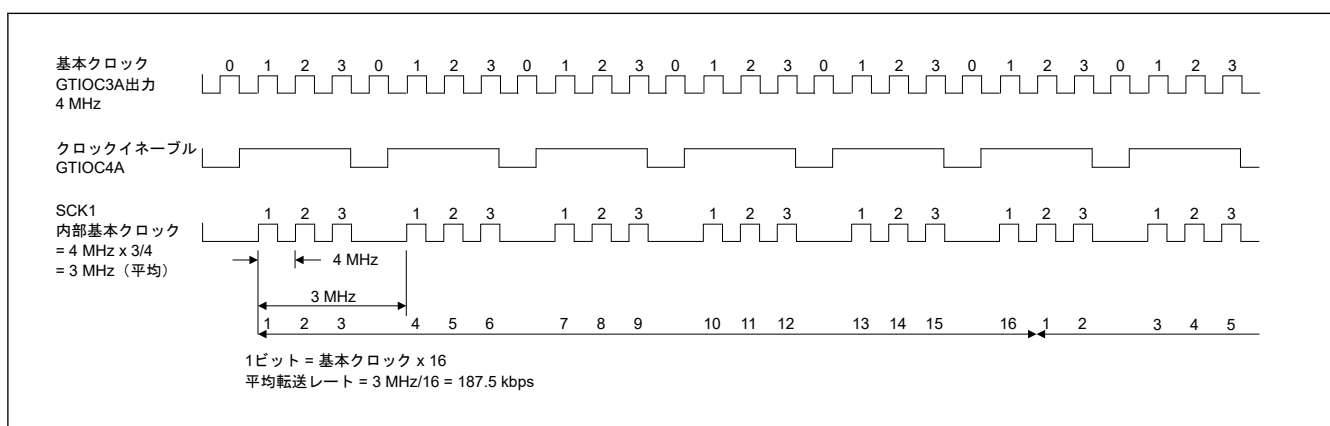 基本クロック
GTIOC3A出力
4 MHz
0 1 2 3 0 1 2 3 0 1 2 3 0 1 2 3 0 1 2 3 0 1 2 3 0 1 2 3
クロックイネーブル
GTIOC4A
SCK1
内部基本クロック
= 4 MHz x 3/4
= 3 MHz（平均）
1 2 3 1 2 3 1 2 3 1 2 3 1 2 3 1 2 3 1 2 3
4 MHz
3 MHz
1 2 3 4 5 6 7 8 9 10 11 12 13 14 15 16 1 2 3 4 5
1ビット = 基本クロック x 16
平均転送レート = 3 MHz/16 = 187.5 kbps